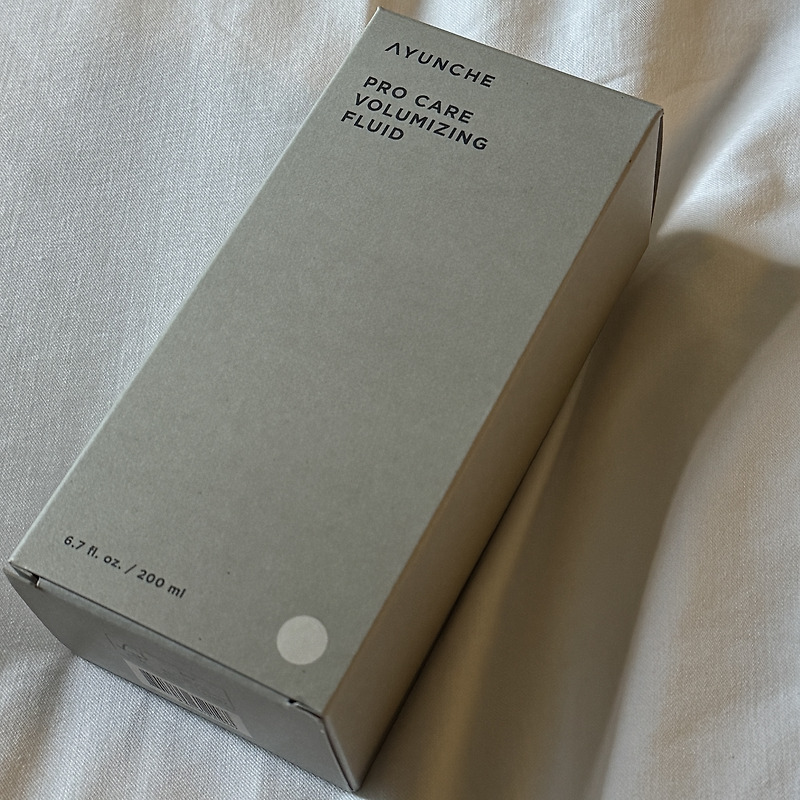 AYUNCHE
PRO CARE
VOLUMIZING
FLUID
6.7 fl. oz. / 200 ml